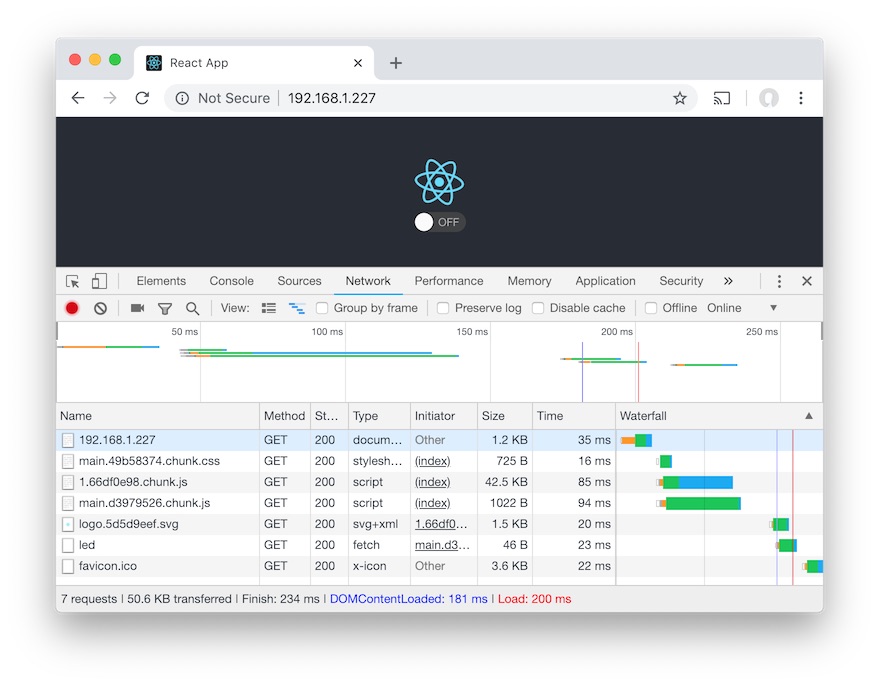 React App
Not Secure 192.168.1.227
OFF
Elements Console Sources Network Performance Memory Application Security »
View: Group by frame Preserve log Disable cache Offline Online
50 ms 100 ms 150 ms 200 ms 250 ms
Name Method St... Type Initiator Size Time Waterfall
192.168.1.227 GET 200 docum... Other 1.2 KB 35 ms
main.49b58374.chunk.css GET 200 stylesh... (index) 725 B 16 ms
1.66df0e98.chunk.js GET 200 script (index) 42.5 KB 85 ms
main.d3979526.chunk.js GET 200 script (index) 1022 B 94 ms
logo.5d5d9eef.svg GET 200 svg+xml 1.66df0... 1.5 KB 20 ms
led GET 200 fetch main.d3... 46 B 23 ms
favicon.ico GET 200 x-icon Other 3.6 KB 22 ms
7 requests | 50.6 KB transferred | Finish: 234 ms | DOMContentLoaded: 181 ms | Load: 200 ms